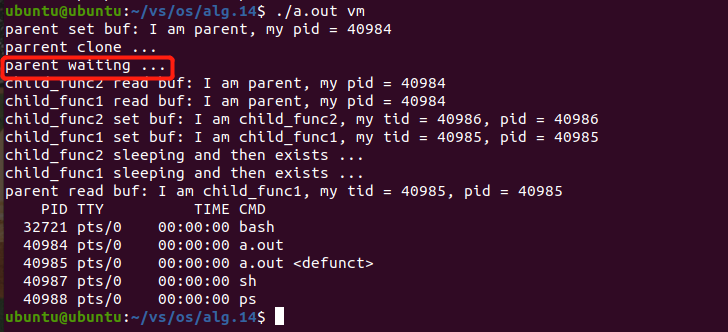 ubuntu@ubuntu:~/vs/os/alg.14$ ./a.out vm
parent set buf: I am parent, my pid = 40984
parrent clone ...
parent waiting ...
child_func2 read buf: I am parent, my pid = 40984
child_func1 read buf: I am parent, my pid = 40984
child_func2 set buf: I am child_func2, my tid = 40986, pid = 40986
child_func1 set buf: I am child_func1, my tid = 40985, pid = 40985
child_func2 sleeping and then exists ...
child_func1 sleeping and then exists ...
parent read buf: I am child_func1, my tid = 40985, pid = 40985
PID TTY TIME CMD
32721 pts/0 00:00:00 bash
40984 pts/0 00:00:00 a.out
40985 pts/0 00:00:00 a.out <defunct>
40987 pts/0 00:00:00 sh
40988 pts/0 00:00:00 ps
ubuntu@ubuntu:~/vs/os/alg.14$